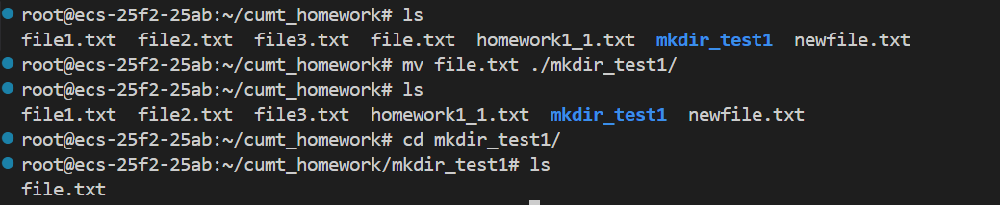 root@ecs-25f2-25ab:~/cumt_homework# ls
file1.txt  file2.txt  file3.txt  file.txt  homework1_1.txt  mkdir_test1  newfile.txt
root@ecs-25f2-25ab:~/cumt_homework# mv file.txt ./mkdir_test1/
root@ecs-25f2-25ab:~/cumt_homework# ls
file1.txt  file2.txt  file3.txt  homework1_1.txt  mkdir_test1  newfile.txt
root@ecs-25f2-25ab:~/cumt_homework# cd mkdir_test1/
root@ecs-25f2-25ab:~/cumt_homework/mkdir_test1# ls
file.txt